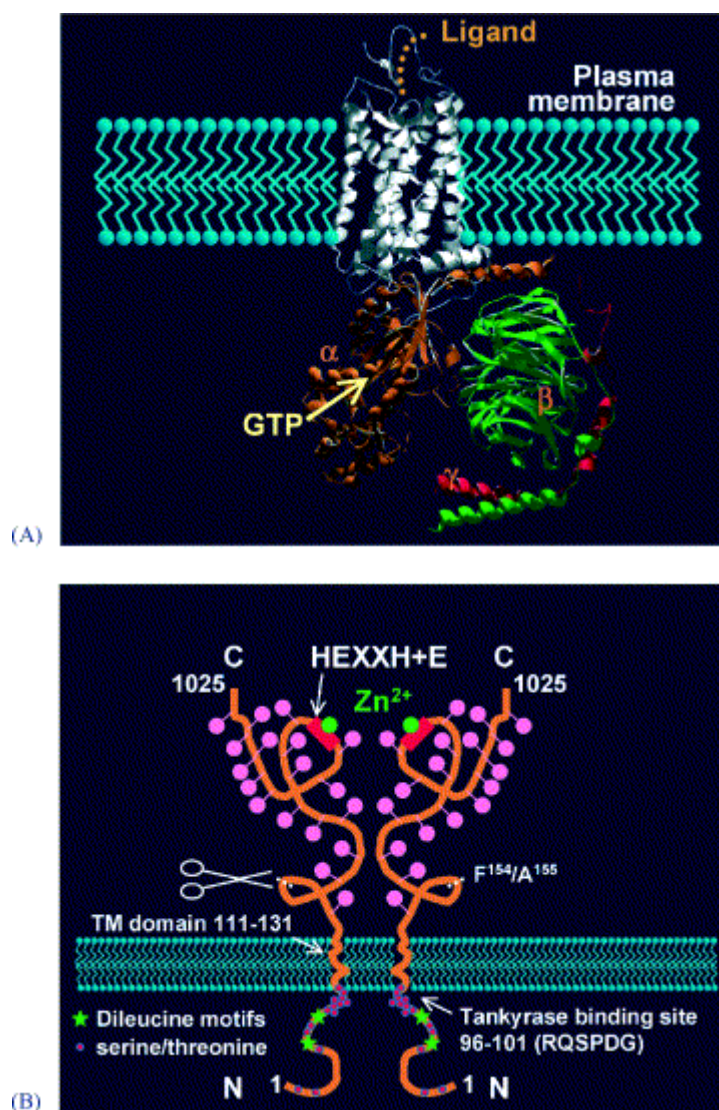 Ligand
Plasma
membrane
α
GTP
β
γ
(A)
C
HEXXH+E
C
1025
Zn²⁺
1025
F¹⁵⁴/A¹⁵⁵
TM domain 111-131
Dileucine motifs
serine/threonine
Tankyrase binding site
96-101 (RQSPDG)
N
1
1
N
(B)